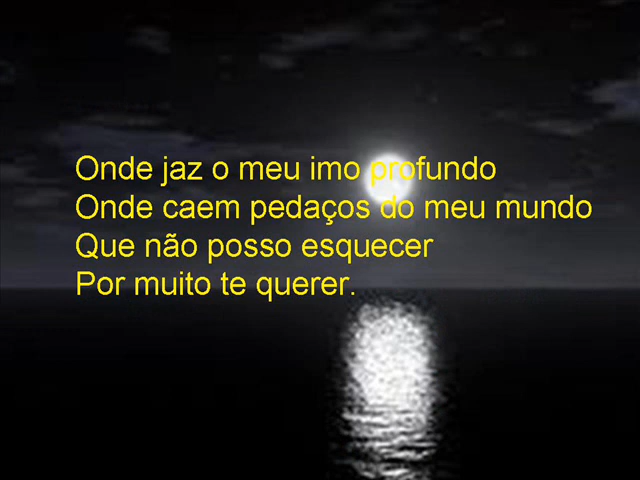 Onde jaz o meu imo profundo
Onde caem pedaços do meu mundo
Que não posso esquecer
Por muito te querer.